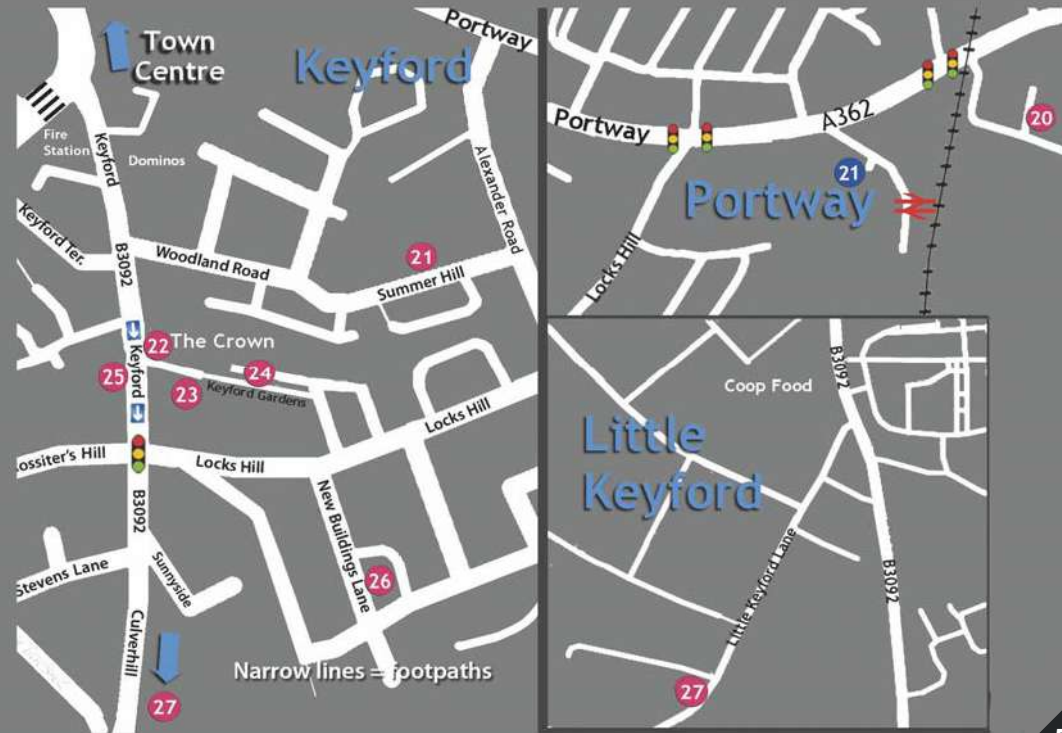 Town
Centre
Keyford
Portway
Fire
Station
Dominos
Keyford
Alexander Road
Keyford Ter.
B3092
Woodland Road
21
Summer Hill
22
The Crown
Keyford
25
23
24
Keyford Gardens
Locks Hill
ossiter's Hill
Locks Hill
B3092
New Buildings Lane
Stevens Lane
Sunnyside
26
Culverhill
Narrow lines = footpaths
27
Portway
A362
20
21
Portway
Locks Hill
B3092
Coop Food
Little
Keyford
Little Keyford Lane
B3092
27